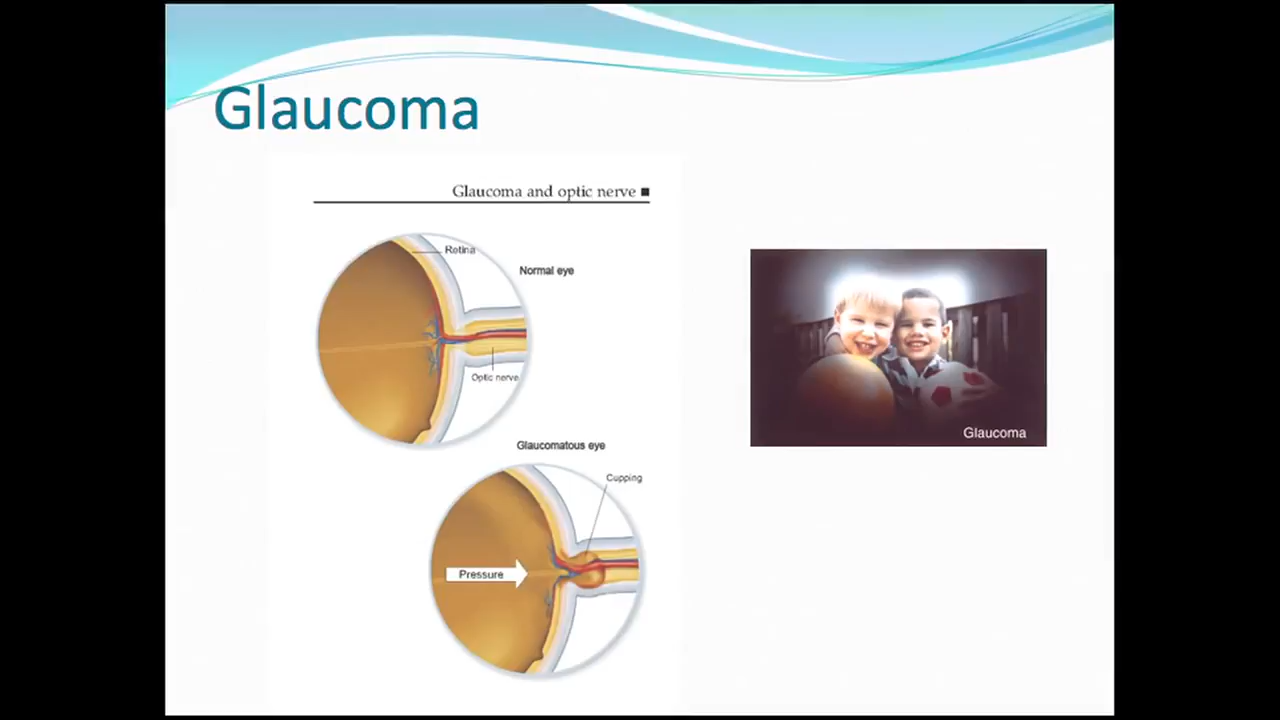 Glaucoma
Glaucoma and optic nerve
Retina
Normal eye
Optic nerve
Glaucomatous eye
Cupping
Pressure
Glaucoma